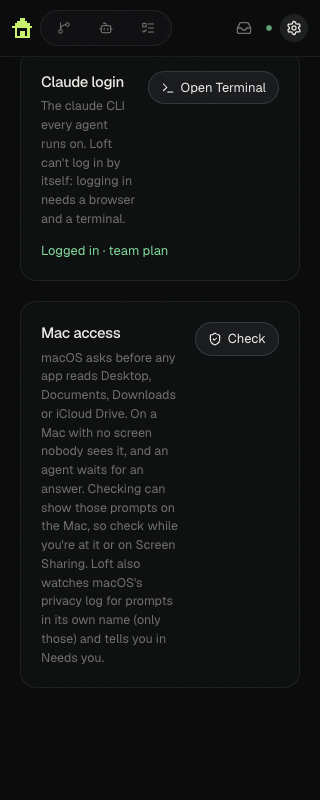 Claude login
Open Terminal
The claude CLI
every agent
runs on. Loft
can't log in by
itself: logging in
needs a browser
and a terminal.
Logged in · team plan
Mac access
Check
macOS asks before any
app reads Desktop,
Documents, Downloads
or iCloud Drive. On a
Mac with no screen
nobody sees it, and an
agent waits for an
answer. Checking can
show those prompts on
the Mac, so check while
you're at it or on Screen
Sharing. Loft also
watches macOS's
privacy log for prompts
in its own name (only
those) and tells you in
Needs you.